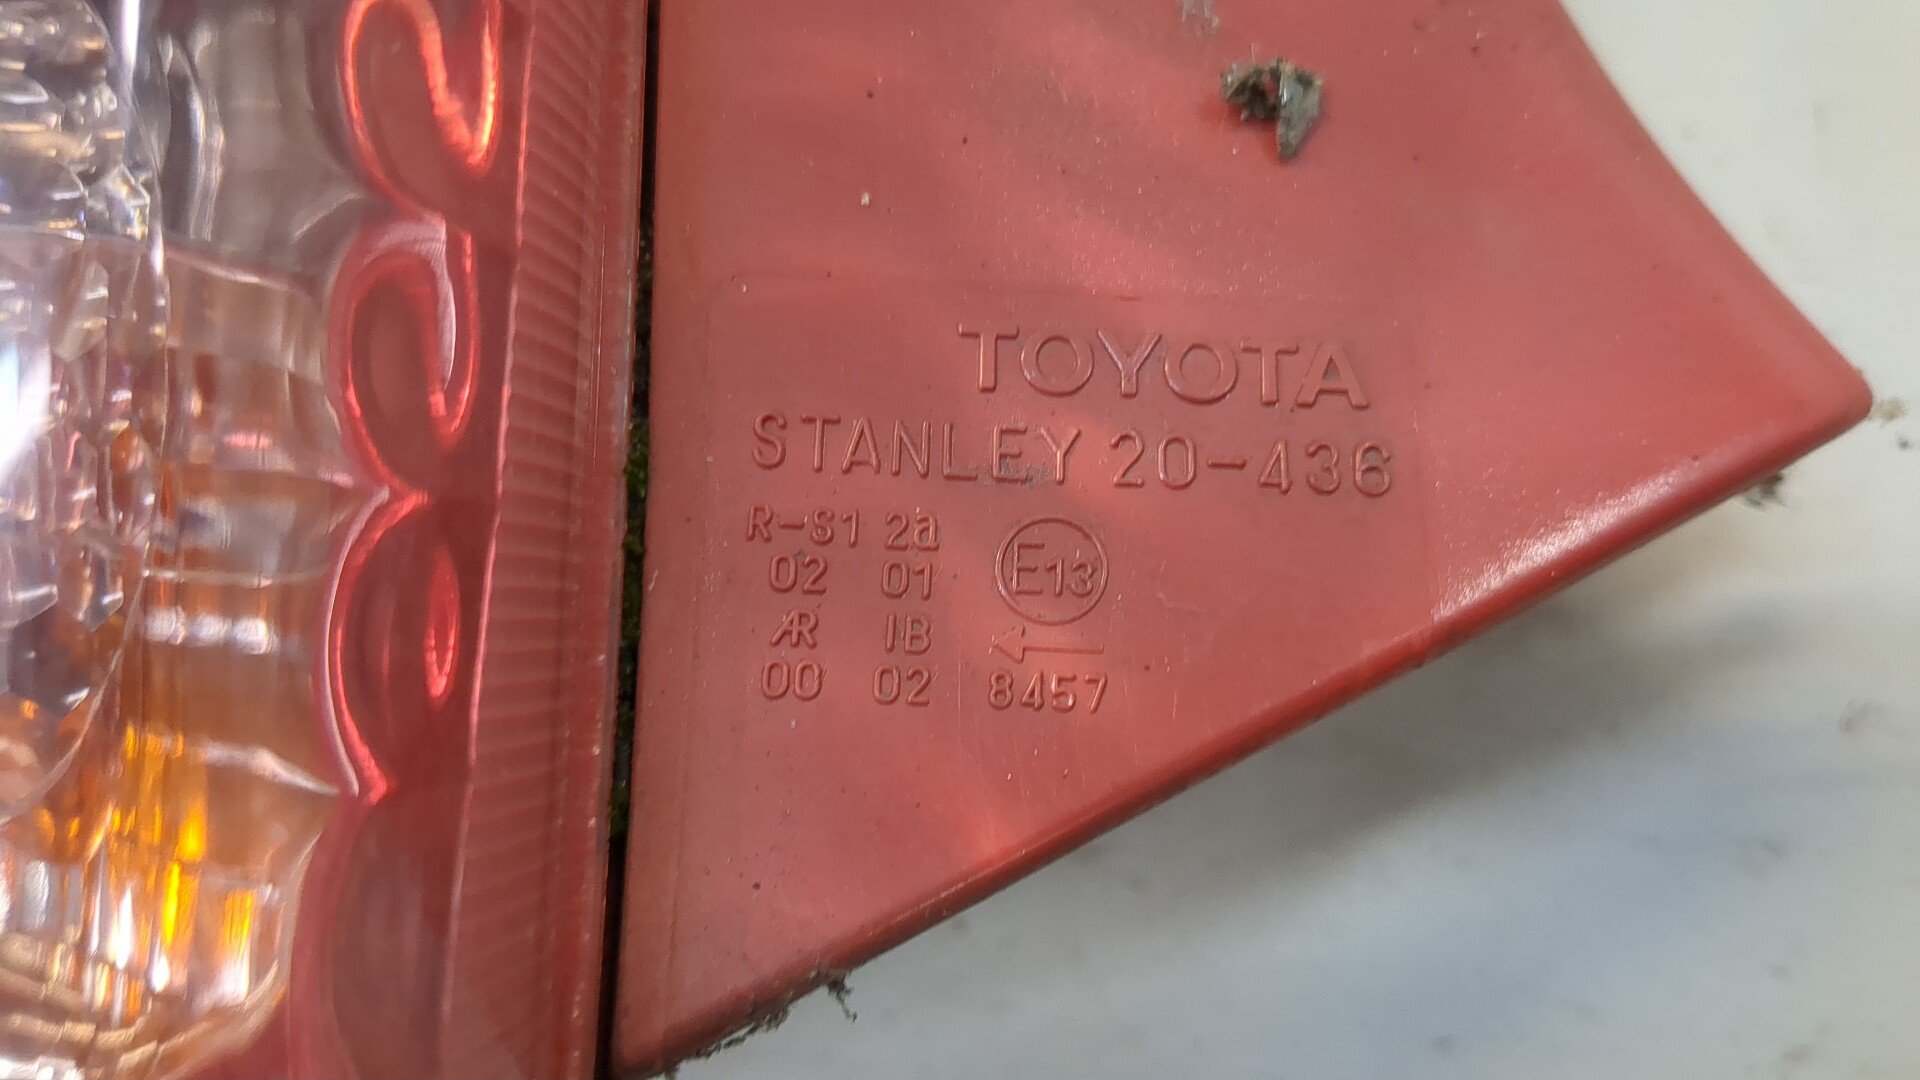 TOYOTA
STANLEY 20-436
R-S1 2a
02 01 E13
AR IB
00 02 8457